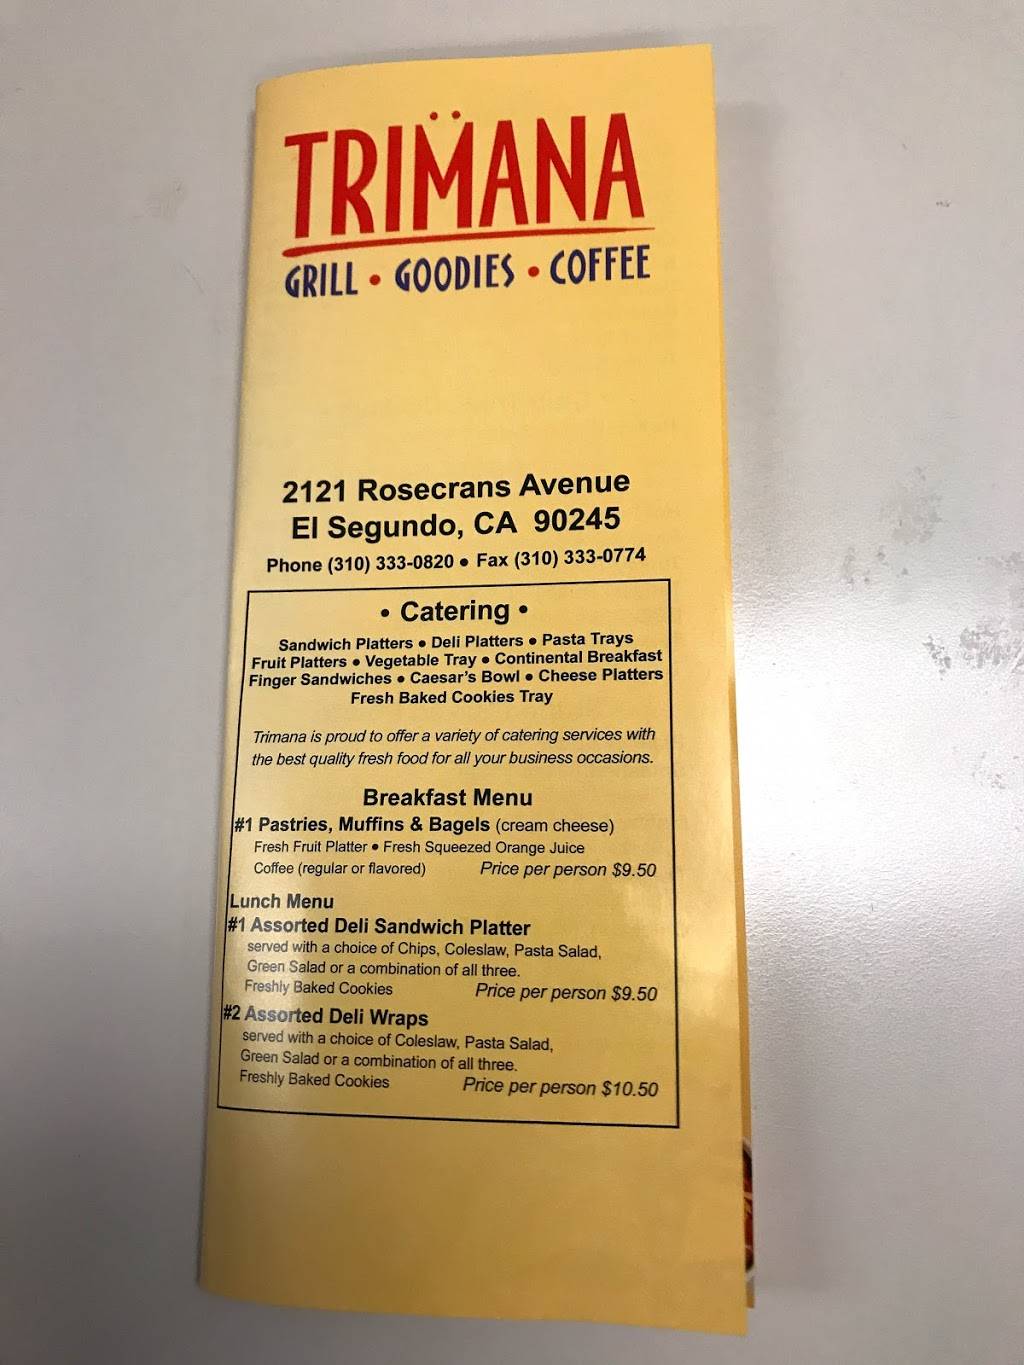 TRIMANA
GRILL • GOODIES • COFFEE
2121 Rosecrans Avenue
El Segundo, CA 90245
Phone (310) 333-0820 ● Fax (310) 333-0774
• Catering •
Sandwich Platters ● Deli Platters ● Pasta Trays
Fruit Platters ● Vegetable Tray ● Continental Breakfast
Finger Sandwiches ● Caesar's Bowl ● Cheese Platters
Fresh Baked Cookies Tray
Trimana is proud to offer a variety of catering services with
the best quality fresh food for all your business occasions.
Breakfast Menu
#1 Pastries, Muffins & Bagels (cream cheese)
Fresh Fruit Platter ● Fresh Squeezed Orange Juice
Coffee (regular or flavored) Price per person $9.50
Lunch Menu
#1 Assorted Deli Sandwich Platter
served with a choice of Chips, Coleslaw, Pasta Salad,
Green Salad or a combination of all three.
Freshly Baked Cookies Price per person $9.50
#2 Assorted Deli Wraps
served with a choice of Coleslaw, Pasta Salad,
Green Salad or a combination of all three.
Freshly Baked Cookies Price per person $10.50